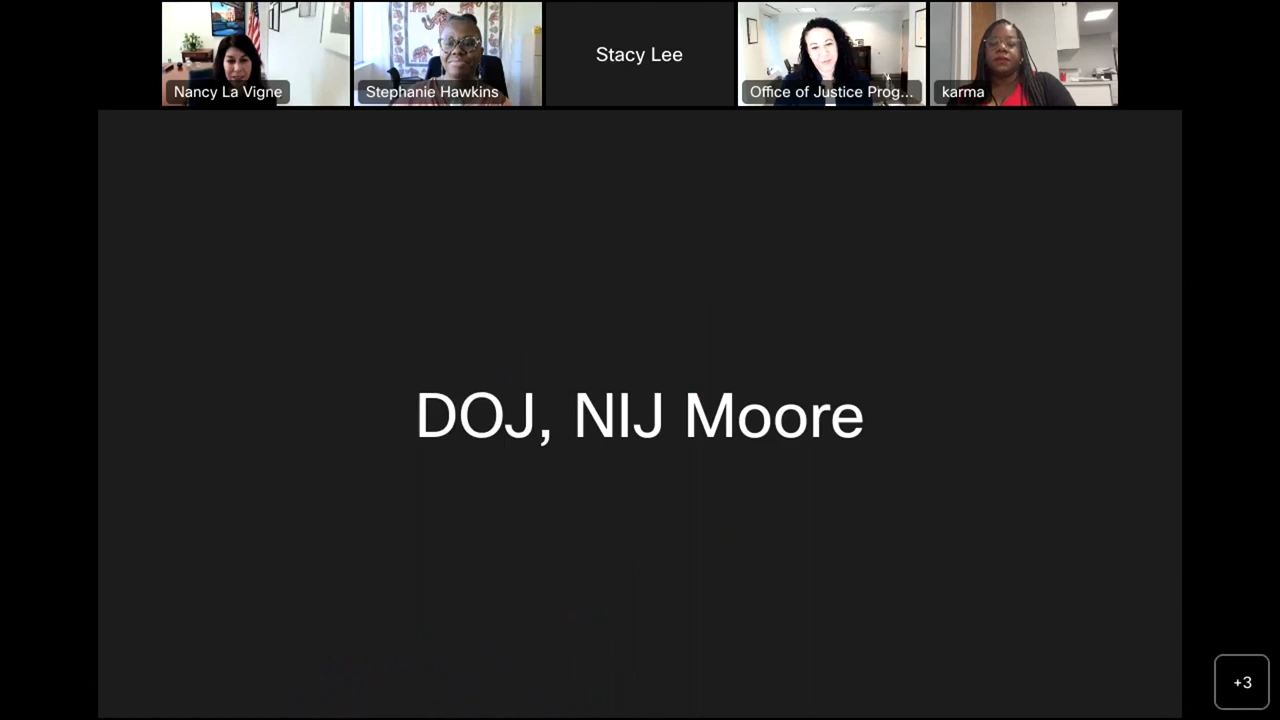 Nancy La Vigne
Stephanie Hawkins
Stacy Lee
Office of Justice Prog...
karma
DOJ, NIJ Moore
+3